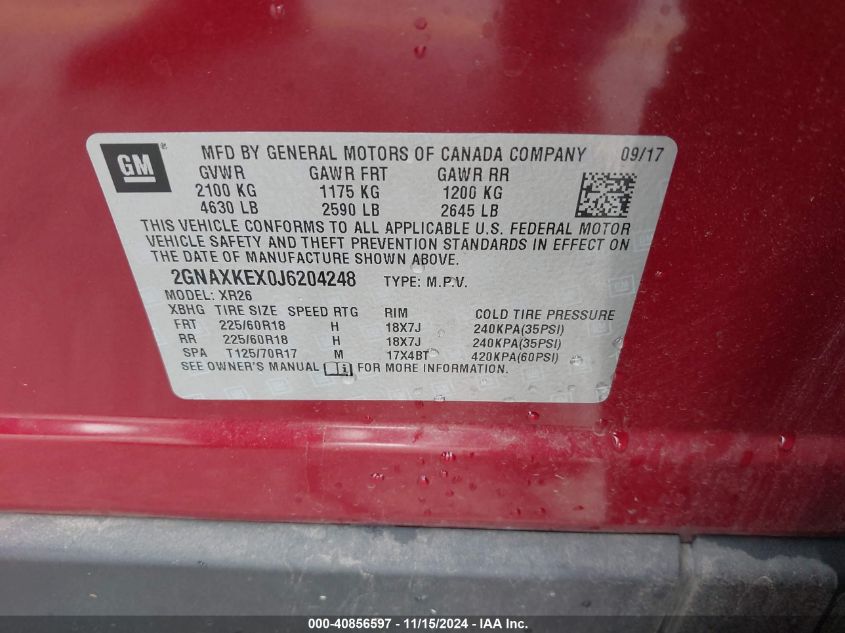 GM
MFD BY GENERAL MOTORS OF CANADA COMPANY 09/17
GVWR GAWR FRT GAWR RR
2100 KG 1175 KG 1200 KG
4630 LB 2590 LB 2645 LB
THIS VEHICLE CONFORMS TO ALL APPLICABLE U.S. FEDERAL MOTOR
VEHICLE SAFETY AND THEFT PREVENTION STANDARDS IN EFFECT ON
THE DATE OF MANUFACTURE SHOWN ABOVE.
2GNAXKEX0J6204248 TYPE: M.P.V.
MODEL: XR26
XBHG TIRE SIZE SPEED RTG RIM COLD TIRE PRESSURE
FRT 225/60R18 H 18X7J 240KPA(35PSI)
RR 225/60R18 H 18X7J 240KPA(35PSI)
SPA T125/70R17 M 17X4BT 420KPA(60PSI)
SEE OWNER'S MANUAL i FOR MORE INFORMATION.
000-40856597 - 11/15/2024 - IAA Inc.